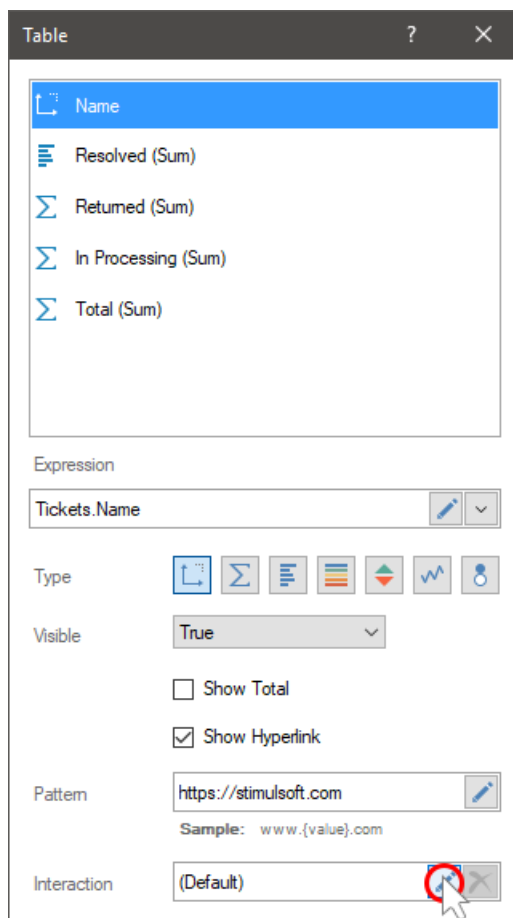 Table ?
Name
Resolved (Sum)
Returned (Sum)
In Processing (Sum)
Total (Sum)
Expression
Tickets.Name
Type
Visible True
Show Total
Show Hyperlink
Pattern https://stimulsoft.com
Sample: www.{value}.com
Interaction (Default)